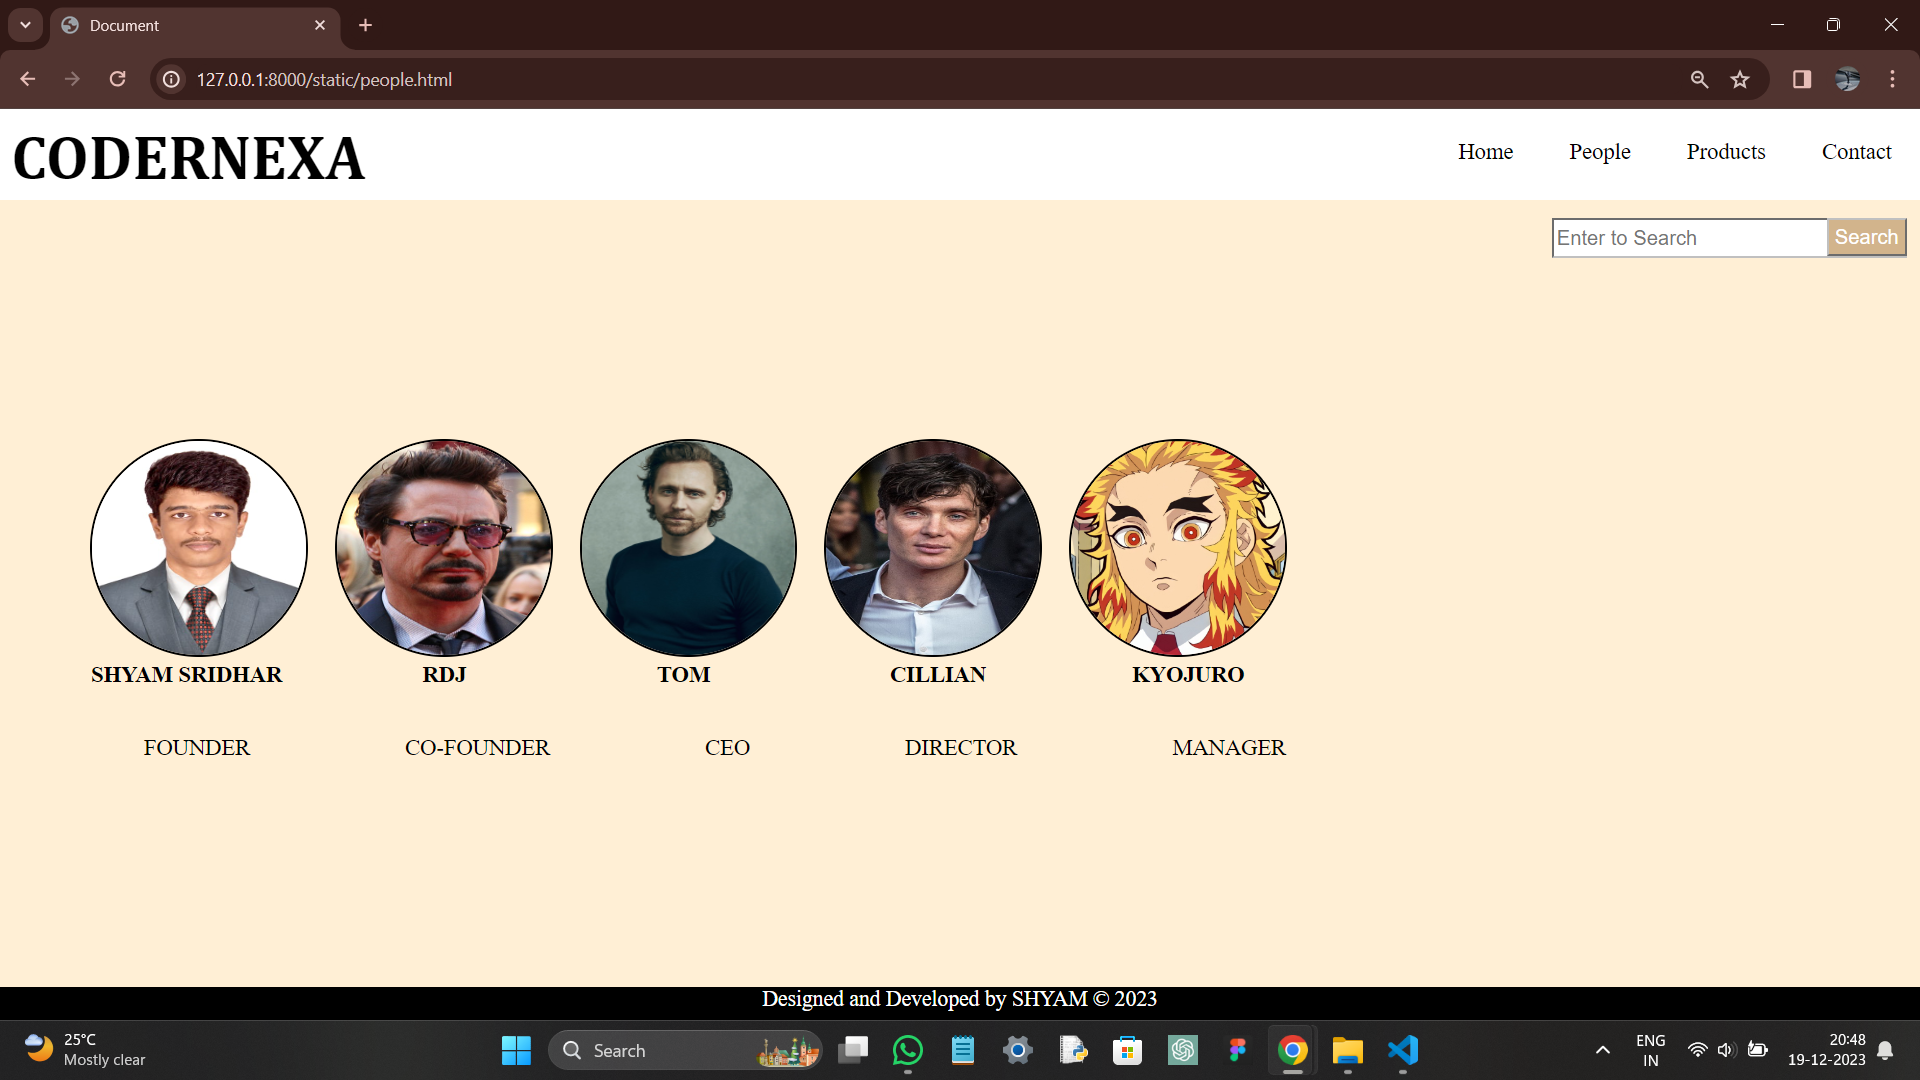 Document
127.0.0.1:8000/static/people.html
CODERNEXA
Home People Products Contact
Enter to Search Search
SHYAM SRIDHAR RDJ TOM CILLIAN KYOJURO
FOUNDER CO-FOUNDER CEO DIRECTOR MANAGER
Designed and Developed by SHYAM © 2023
25°C
Mostly clear
Search
ENG
IN
20:48
19-12-2023